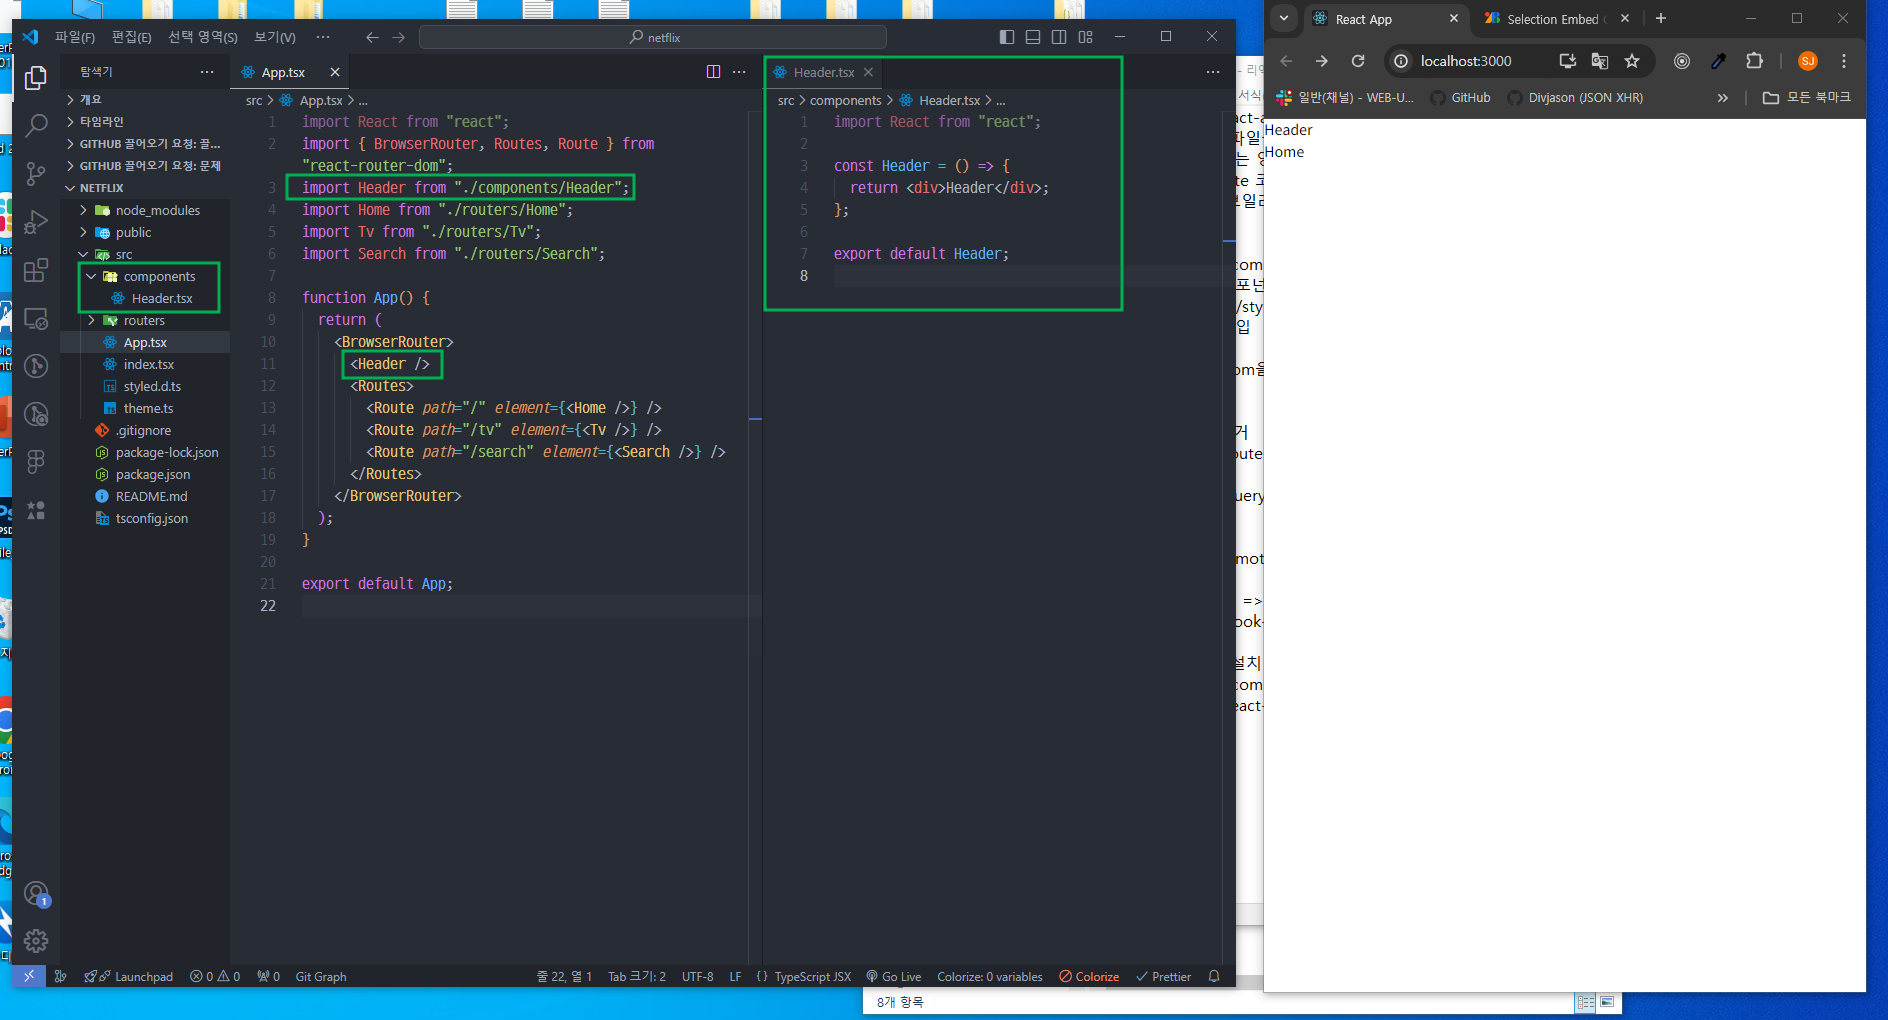 파일(F) 편집(E) 선택 영역(S) 보기(V) ··· netflix
탐색기
개요
타임라인
GITHUB 끌어오기 요청: 끌...
GITHUB 끌어오기 요청: 문제
NETFLIX
node_modules
public
src
components
Header.tsx
routers
App.tsx
index.tsx
styled.d.ts
theme.ts
.gitignore
package-lock.json
package.json
README.md
tsconfig.json
App.tsx
src > App.tsx > ...
1 import React from "react";
2 import { BrowserRouter, Routes, Route } from
"react-router-dom";
3 import Header from "./components/Header";
4 import Home from "./routers/Home";
5 import Tv from "./routers/Tv";
6 import Search from "./routers/Search";
7
8 function App() {
9 return (
10 <BrowserRouter>
11 <Header />
12 <Routes>
13 <Route path="/" element={<Home />} />
14 <Route path="/tv" element={<Tv />} />
15 <Route path="/search" element={<Search />} />
16 </Routes>
17 </BrowserRouter>
18 );
19 }
20
21 export default App;
22
Header.tsx
src > components > Header.tsx > ...
1 import React from "react";
2
3 const Header = () => {
4 return <div>Header</div>;
5 };
6
7 export default Header;
8
1
Launchpad 0 0 0 Git Graph 줄 22, 열 1 Tab 크기: 2 UTF-8 LF {} TypeScript JSX Go Live Colorize: 0 variables Colorize Prettier
8개 항목
React App
Selection Embed
localhost:3000
SJ
일반(채널) - WEB-U... GitHub Divjason (JSON XHR) » 모든 북마크
Header
Home